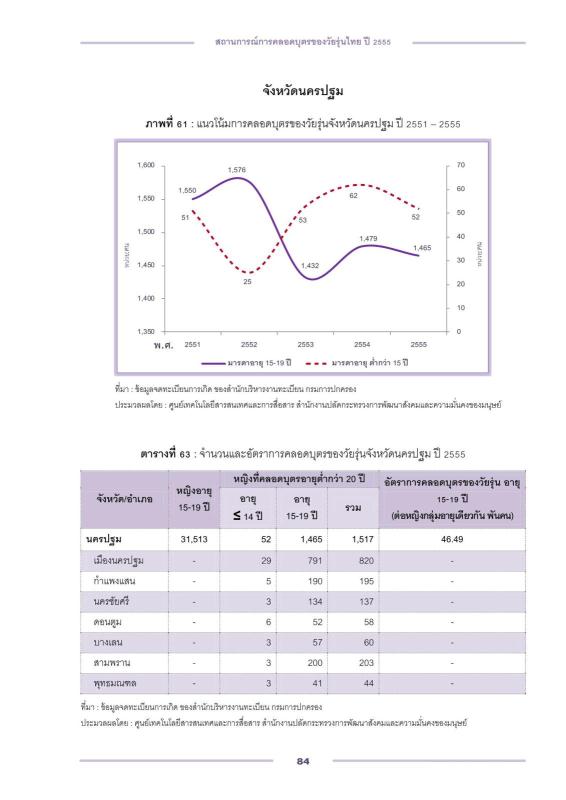 สถานการณ์การคลอดบุตรของวัยรุ่นไทย ปี 2555
จังหวัดนครปฐม
ภาพที่ 61 : แนวโน้มการคลอดบุตรของวัยรุ่นจังหวัดนครปฐม ปี 2551 – 2555
1,600
1,550
1,500
1,450
1,400
1,350
หน่วย:คน
1,550
1,576
1,432
1,479
1,465
51
25
53
62
52
70
60
50
40
30
20
10
0
หน่วย:คน
พ.ศ. 2551 2552 2553 2554 2555
มารดาอายุ 15-19 ปี มารดาอายุ ต่ำกว่า 15 ปี
ที่มา : ข้อมูลจดทะเบียนการเกิด ของสำนักบริหารงานทะเบียน กรมการปกครอง
ประมวลผลโดย : ศูนย์เทคโนโลยีสารสนเทศและการสื่อสาร สำนักงานปลัดกระทรวงการพัฒนาสังคมและความมั่นคงของมนุษย์
ตารางที่ 63 : จำนวนและอัตราการคลอดบุตรของวัยรุ่นจังหวัดนครปฐม ปี 2555
จังหวัด/อำเภอ
หญิงอายุ
15-19 ปี
หญิงที่คลอดบุตรอายุต่ำกว่า 20 ปี
อายุ
≤ 14 ปี
อายุ
15-19 ปี
รวม
อัตราการคลอดบุตรของวัยรุ่น อายุ
15-19 ปี
(ต่อหญิงกลุ่มอายุเดียวกัน พันคน)
นครปฐม 31,513 52 1,465 1,517 46.49
เมืองนครปฐม - 29 791 820 -
กำแพงแสน - 5 190 195 -
นครชัยศรี - 3 134 137 -
ดอนตูม - 6 52 58 -
บางเลน - 3 57 60 -
สามพราน - 3 200 203 -
พุทธมณฑล - 3 41 44 -
ที่มา : ข้อมูลจดทะเบียนการเกิด ของสำนักบริหารงานทะเบียน กรมการปกครอง
ประมวลผลโดย : ศูนย์เทคโนโลยีสารสนเทศและการสื่อสาร สำนักงานปลัดกระทรวงการพัฒนาสังคมและความมั่นคงของมนุษย์
84